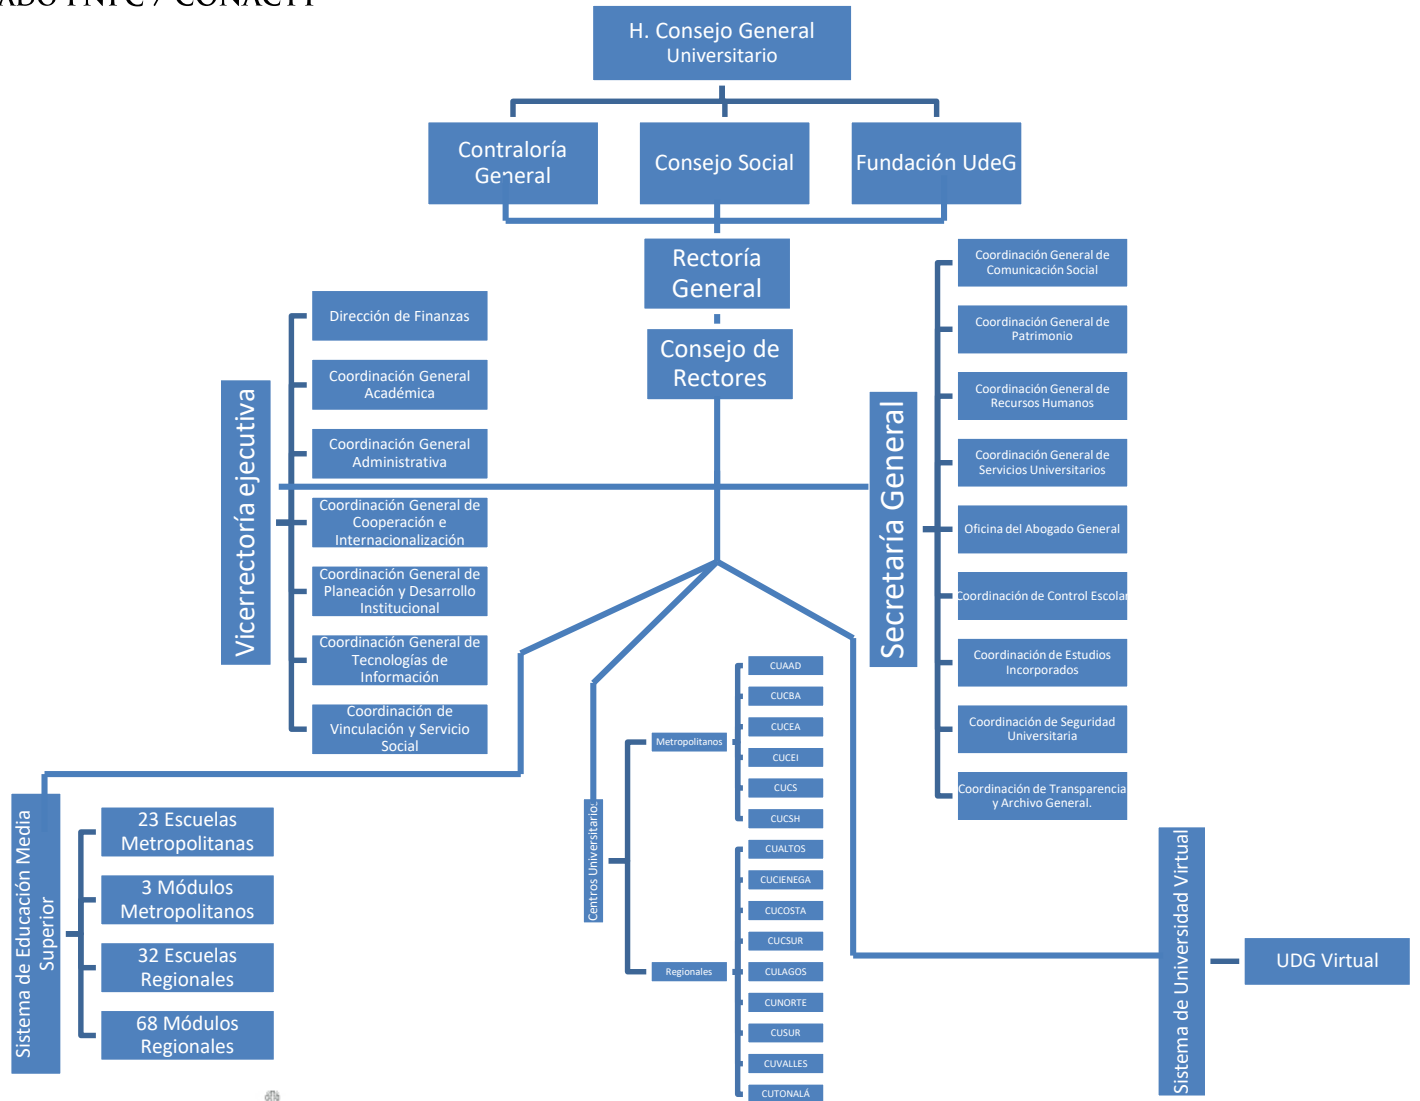 ADO PNPC / CONACYT
H. Consejo General
Universitario
Contraloría
General
Consejo Social
Fundación UdeG
Rectoría
General
Consejo de
Rectores
Vicerrectoría ejecutiva
Dirección de Finanzas
Coordinación General
Académica
Coordinación General
Administrativa
Coordinación General de
Cooperación e
Internacionalización
Coordinación General de
Planeación y Desarrollo
Institucional
Coordinación General de
Tecnologías de
Información
Coordinación de
Vinculación y Servicio
Social
Secretaría General
Coordinación General de
Comunicación Social
Coordinación General de
Patrimonio
Coordinación General de
Recursos Humanos
Coordinación General de
Servicios Universitarios
Oficina del Abogado General
Coordinación de Control Escolar
Coordinación de Estudios
Incorporados
Coordinación de Seguridad
Universitaria
Coordinación de Transparencia
y Archivo General.
Sistema de Educación Media
Superior
23 Escuelas
Metropolitanas
3 Módulos
Metropolitanos
32 Escuelas
Regionales
68 Módulos
Regionales
Centros Universitarios
Metropolitanos
CUAAD
CUCBA
CUCEA
CUCEI
CUCS
CUCSH
Regionales
CUALTOS
CUCIENEGA
CUCOSTA
CUCSUR
CULAGOS
CUNORTE
CUSUR
CUVALLES
CUTONALÁ
Sistema de Universidad Virtual
UDG Virtual